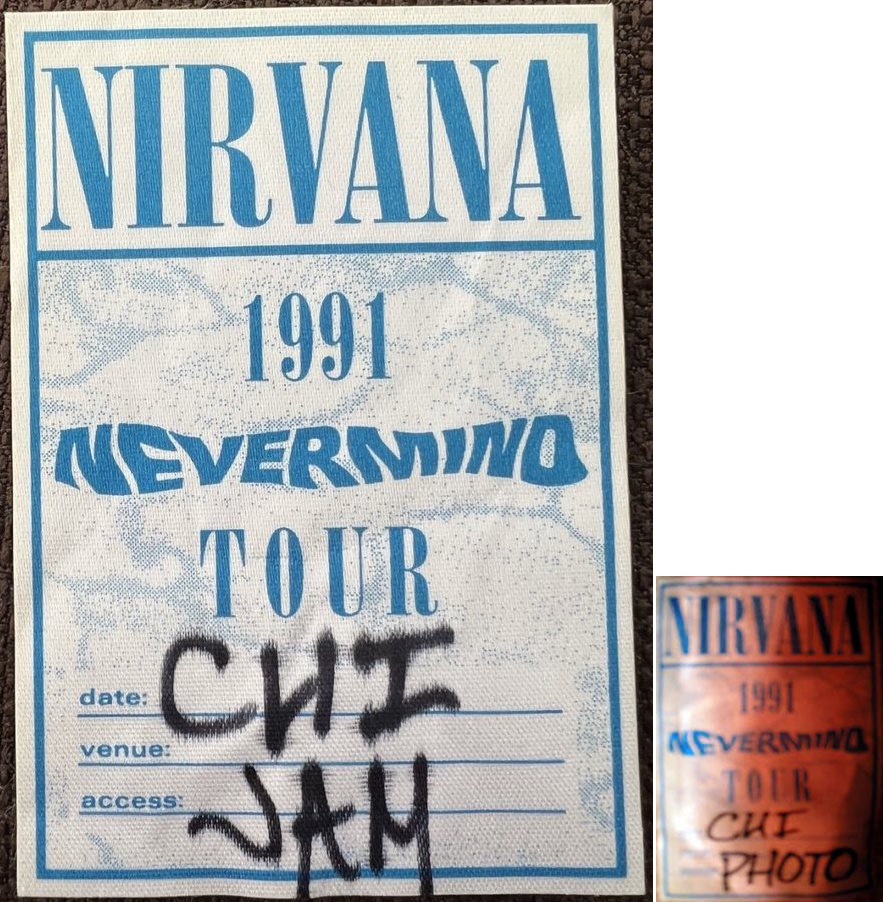 NIRVANA
1991
NEVERMIND
TOUR
CHI
date:
venue:
JAM
access:
NIRVANA
1991
NEVERMIND
TOUR
CHI
PHOTO